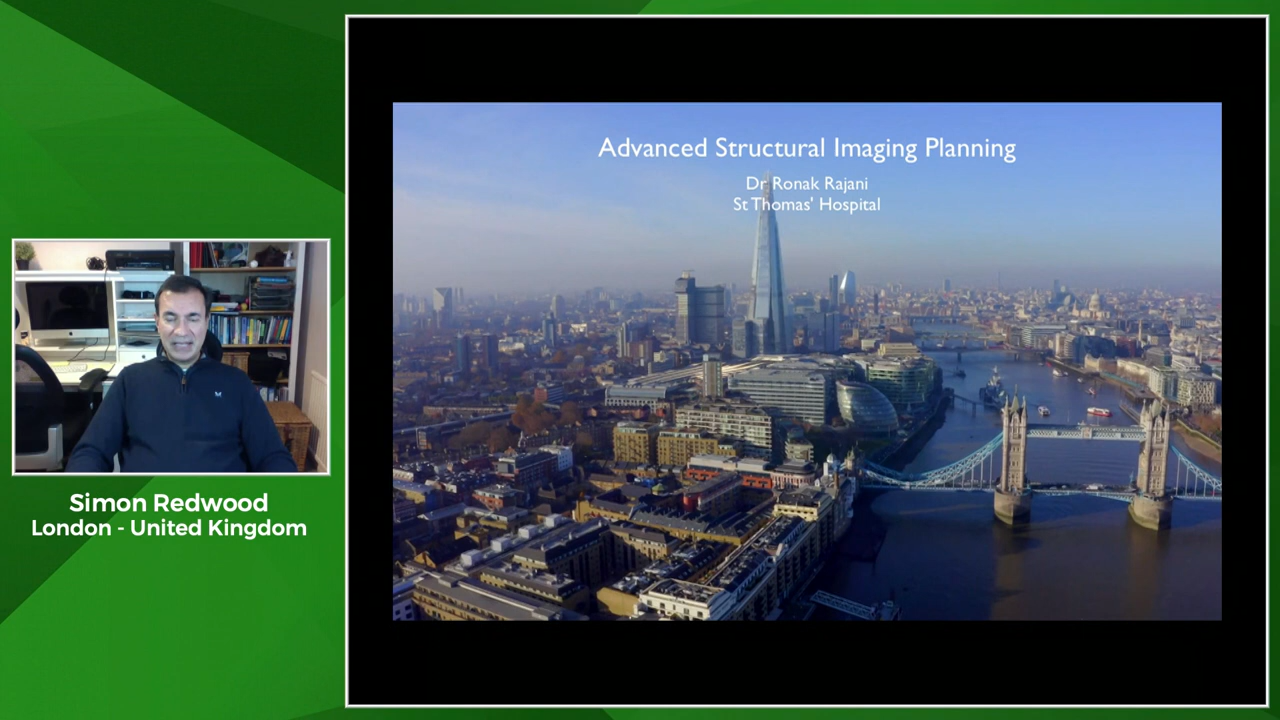 Advanced Structural Imaging Planning
Dr Ronak Rajani
St Thomas' Hospital
Simon Redwood
London - United Kingdom